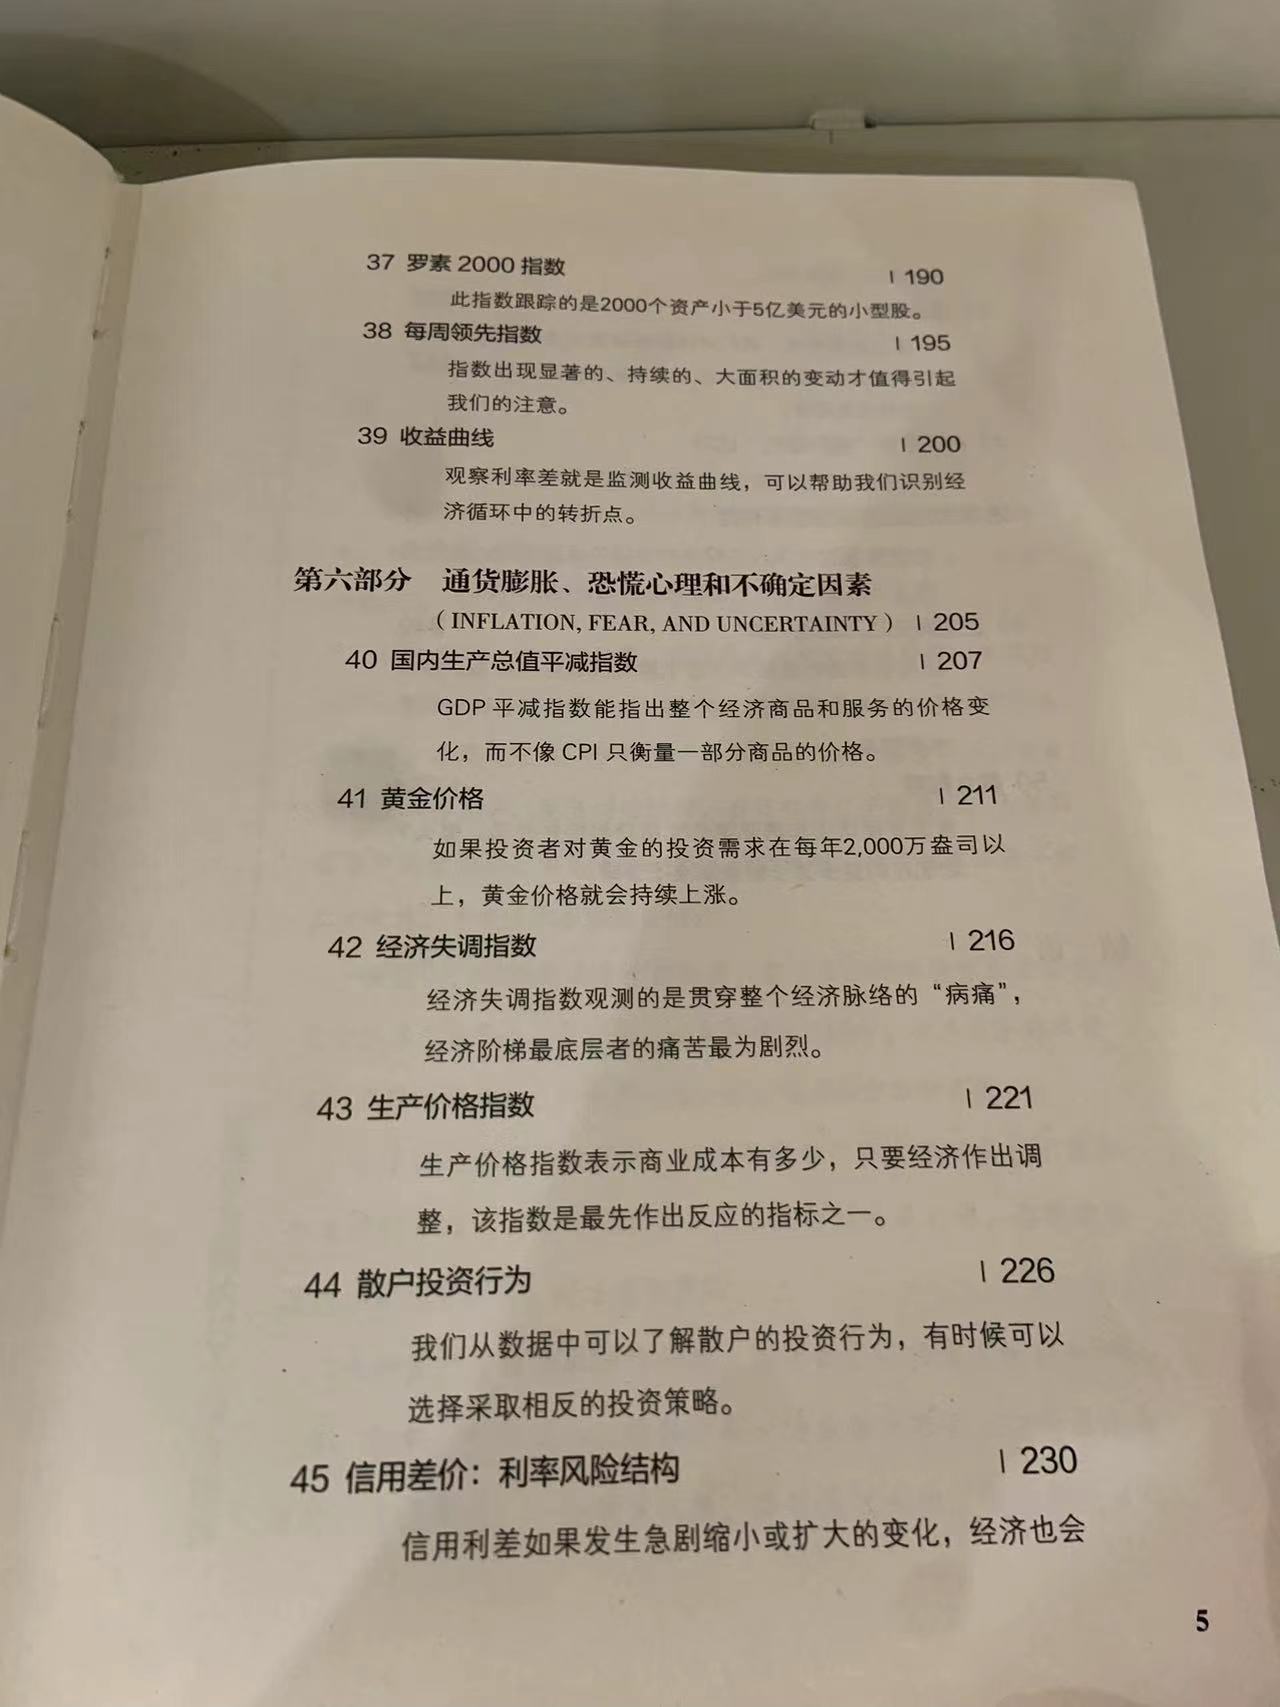 37 罗素 2000 指数 | 190
此指数跟踪的是2000个资产小于5亿美元的小型股。
38 每周领先指数 | 195
指数出现显著的、持续的、大面积的变动才值得引起
我们的注意。
39 收益曲线 | 200
观察利率差就是监测收益曲线，可以帮助我们识别经
济循环中的转折点。
第六部分 通货膨胀、恐慌心理和不确定因素
（INFLATION, FEAR, AND UNCERTAINTY） | 205
40 国内生产总值平减指数 | 207
GDP 平减指数能指出整个经济商品和服务的价格变
化，而不像 CPI 只衡量一部分商品的价格。
41 黄金价格 | 211
如果投资者对黄金的投资需求在每年2,000万盎司以
上，黄金价格就会持续上涨。
42 经济失调指数 | 216
经济失调指数观测的是贯穿整个经济脉络的“病痛”，
经济阶梯最底层者的痛苦最为剧烈。
43 生产价格指数 | 221
生产价格指数表示商业成本有多少，只要经济作出调
整，该指数是最先作出反应的指标之一。
44 散户投资行为 | 226
我们从数据中可以了解散户的投资行为，有时候可以
选择采取相反的投资策略。
45 信用差价：利率风险结构 | 230
信用利差如果发生急剧缩小或扩大的变化，经济也会
5